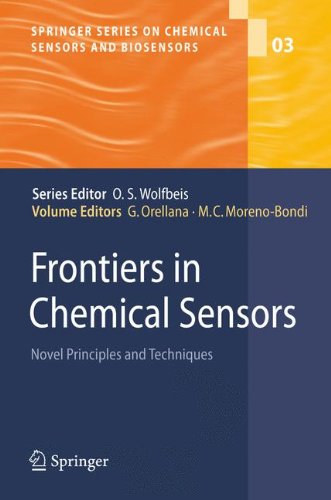 SPRINGER SERIES ON CHEMICAL
SENSORS AND BIOSENSORS
03
Series Editor O. S. Wolfbeis
Volume Editors G. Orellana · M. C. Moreno-Bondi
Frontiers in
Chemical Sensors
Novel Principles and Techniques
Springer